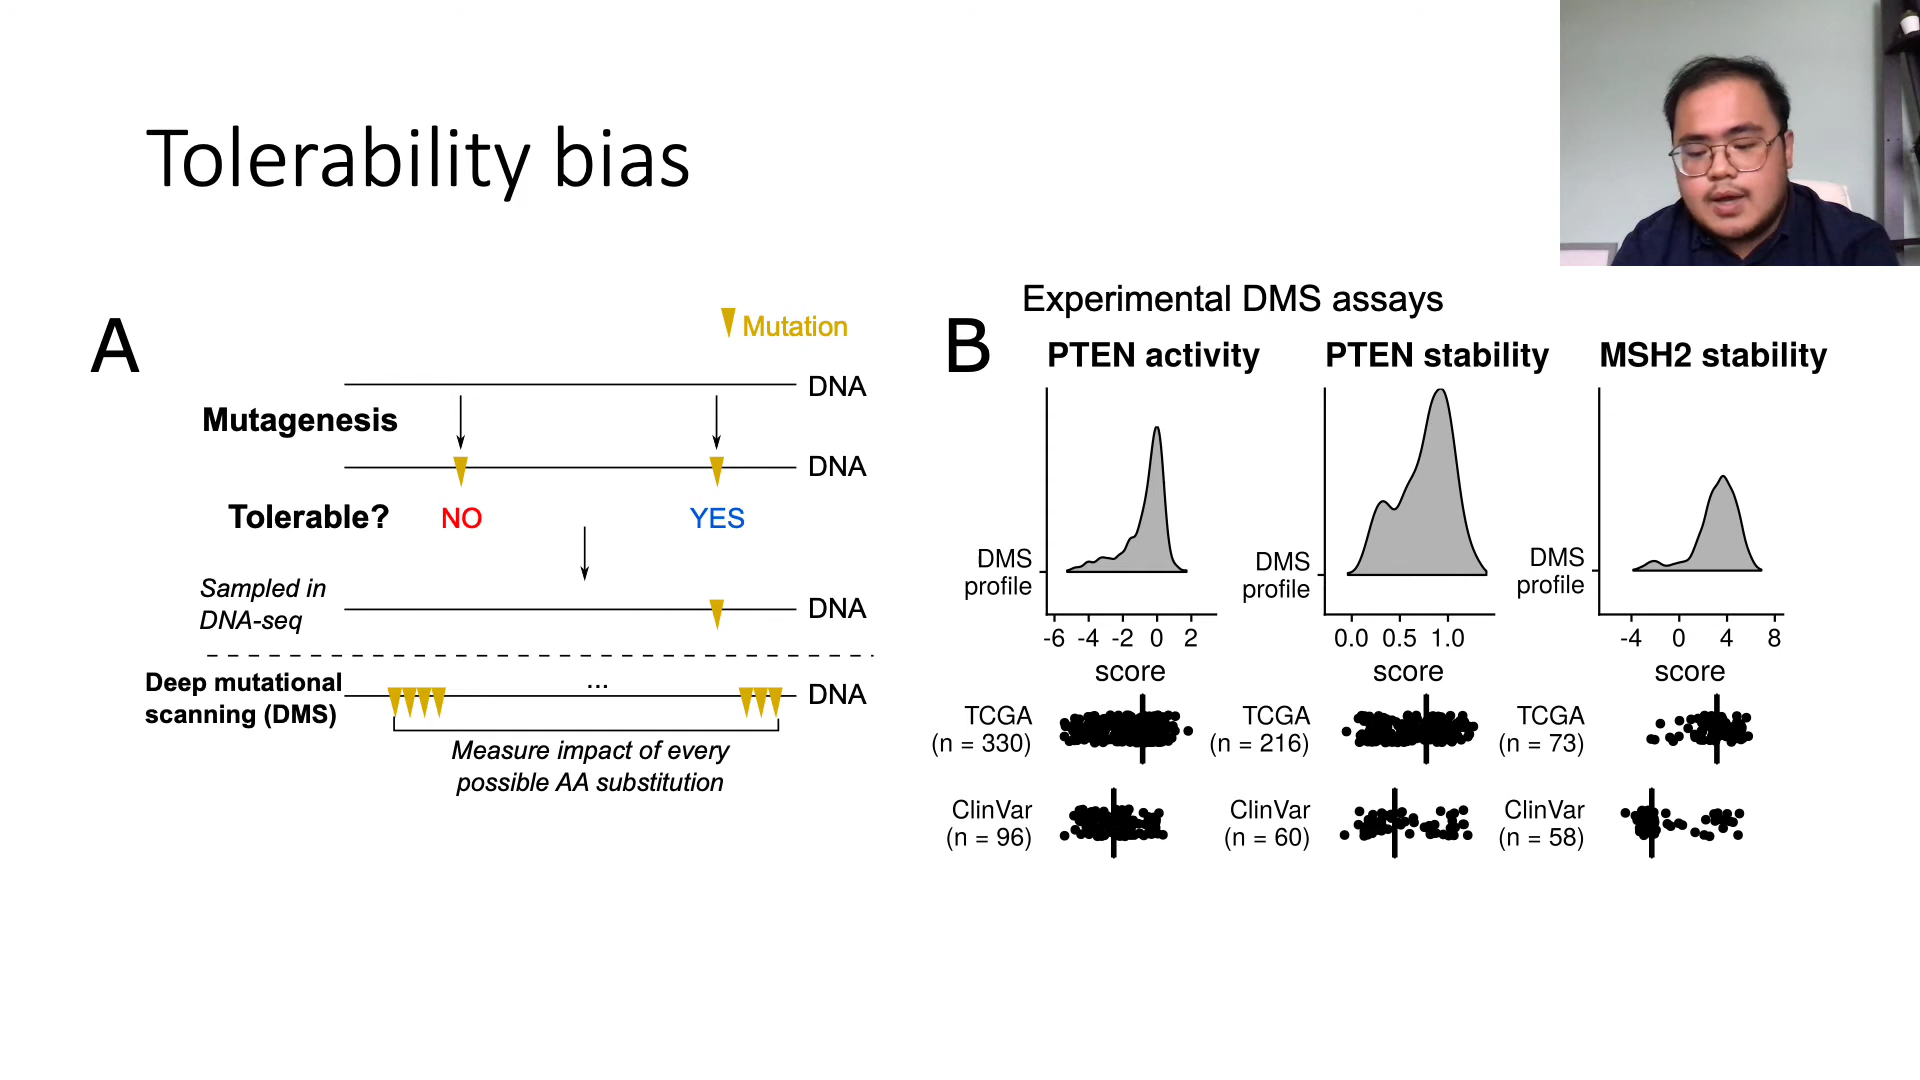 Tolerability bias
A
Mutation
DNA
Mutagenesis
DNA
Tolerable?
NO
YES
Sampled in
DNA-seq
DNA
Deep mutational
scanning (DMS)
...
DNA
Measure impact of every
possible AA substitution
B
Experimental DMS assays
PTEN activity
DMS
profile
-6 -4 -2 0 2
score
TCGA
(n = 330)
ClinVar
(n = 96)
PTEN stability
DMS
profile
0.0 0.5 1.0
score
TCGA
(n = 216)
ClinVar
(n = 60)
MSH2 stability
DMS
profile
-4 0 4 8
score
TCGA
(n = 73)
ClinVar
(n = 58)